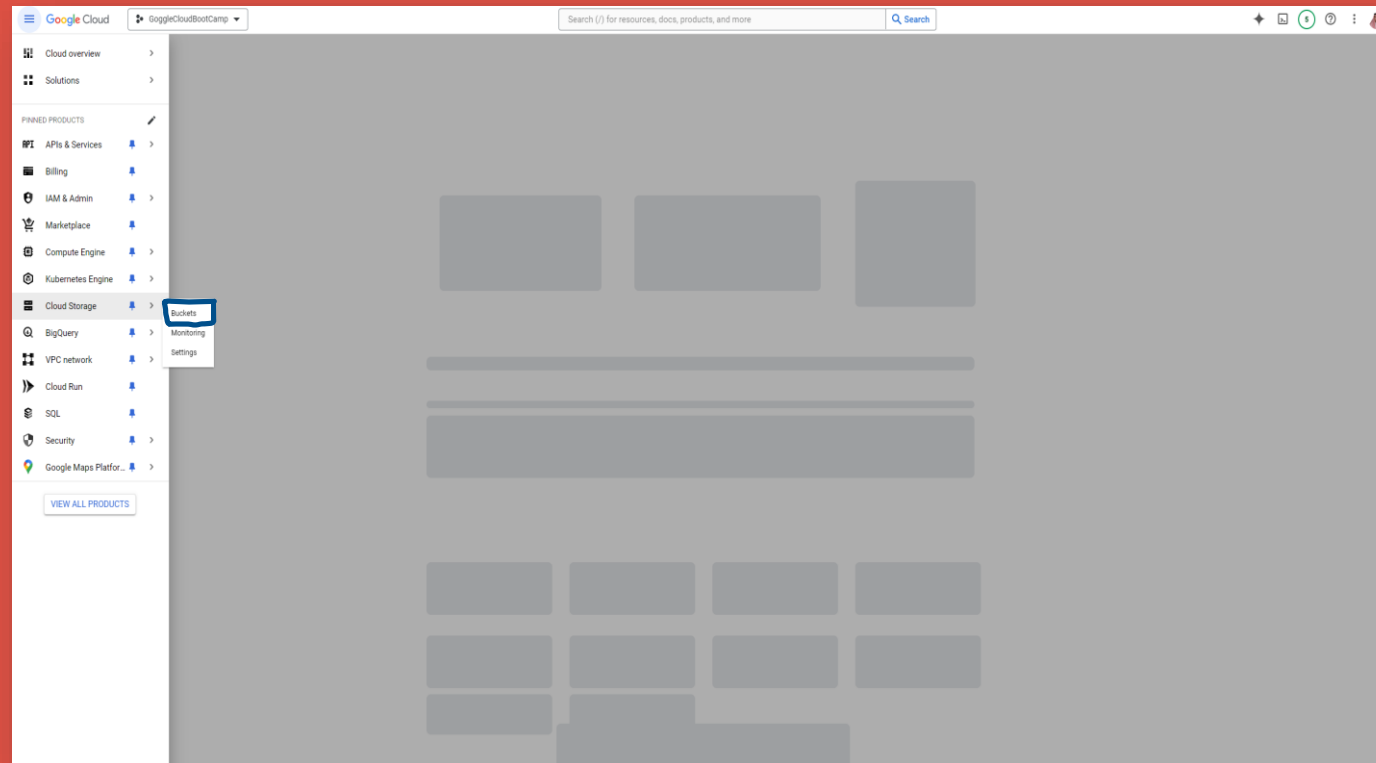 Google Cloud
GoggleCloudBootCamp
Search (/) for resources, docs, products, and more
Search
$
Cloud overview
Solutions
PINNED PRODUCTS
API APIs & Services
Billing
IAM & Admin
Marketplace
Compute Engine
Kubernetes Engine
Cloud Storage
Buckets
BigQuery
Monitoring
VPC network
Settings
Cloud Run
SQL
Security
Google Maps Platfor...
VIEW ALL PRODUCTS